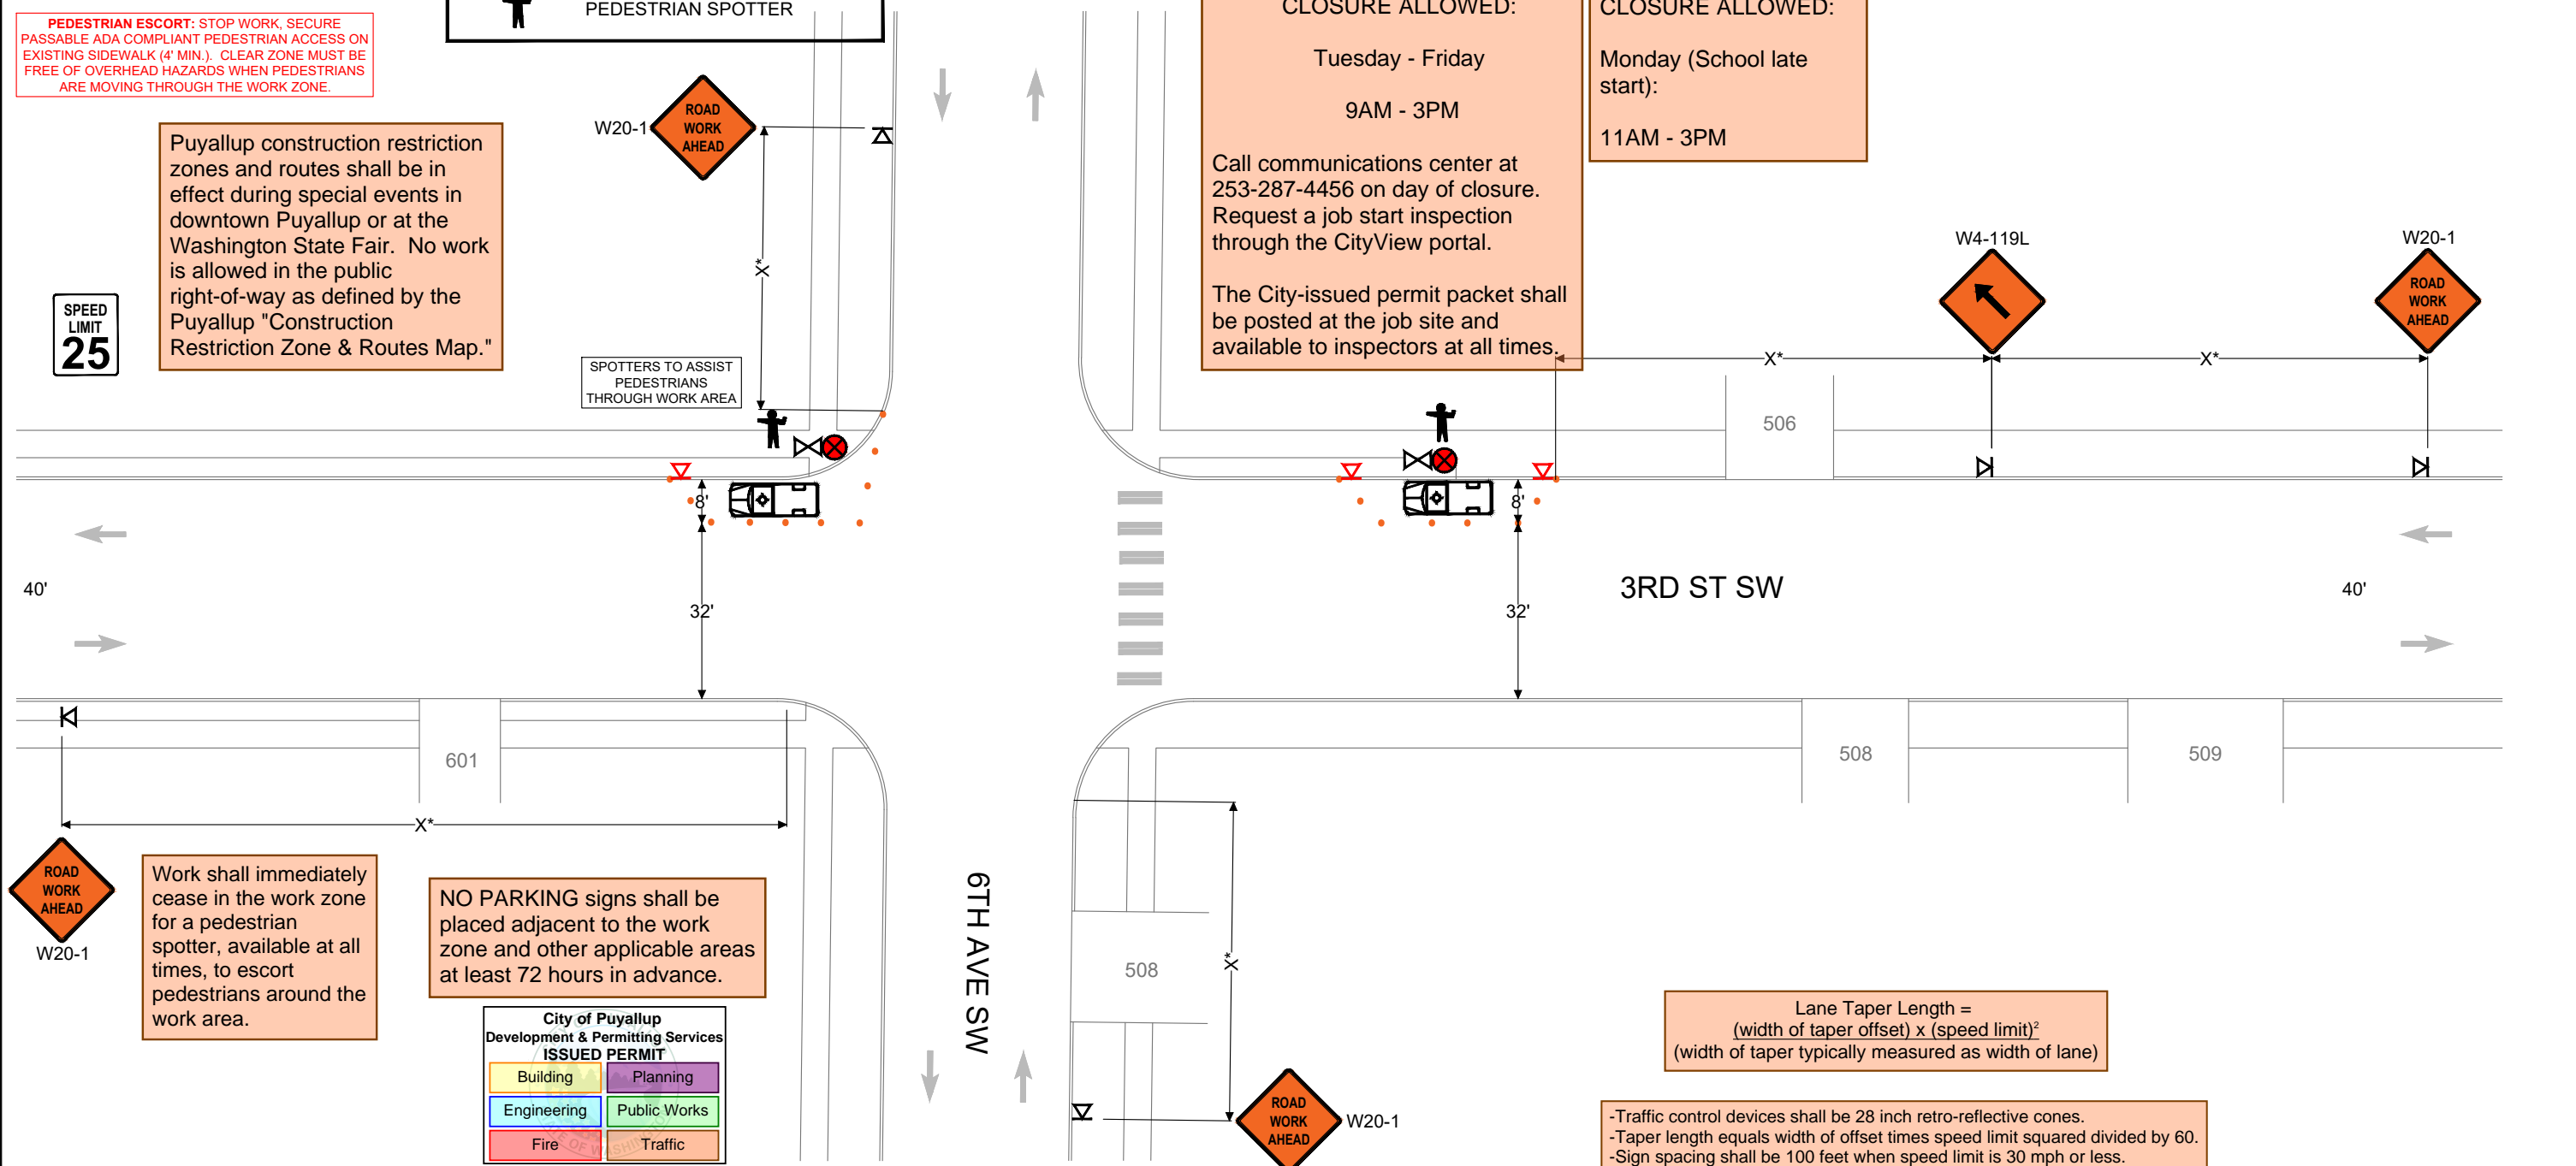 PEDESTRIAN SPOTTER
PEDESTRIAN ESCORT: STOP WORK, SECURE
PASSABLE ADA COMPLIANT PEDESTRIAN ACCESS ON
EXISTING SIDEWALK (4' MIN.). CLEAR ZONE MUST BE
FREE OF OVERHEAD HAZARDS WHEN PEDESTRIANS
ARE MOVING THROUGH THE WORK ZONE.
CLOSURE ALLOWED:
Tuesday - Friday
9AM - 3PM
Call communications center at
253-287-4456 on day of closure.
Request a job start inspection
through the CityView portal.
The City-issued permit packet shall
be posted at the job site and
available to inspectors at all times.
CLOSURE ALLOWED:
Monday (School late
start):
11AM - 3PM
W20-1
ROAD
WORK
AHEAD
Puyallup construction restriction
zones and routes shall be in
effect during special events in
downtown Puyallup or at the
Washington State Fair. No work
is allowed in the public
right-of-way as defined by the
Puyallup "Construction
Restriction Zone & Routes Map."
X*
SPEED
LIMIT
25
SPOTTERS TO ASSIST
PEDESTRIANS
THROUGH WORK AREA
W4-119L
W20-1
ROAD
WORK
AHEAD
X*
X*
506
8'
8'
40'
32'
32'
3RD ST SW
40'
601
508
509
X*
ROAD
WORK
AHEAD
W20-1
Work shall immediately
cease in the work zone
for a pedestrian
spotter, available at all
times, to escort
pedestrians around the
work area.
NO PARKING signs shall be
placed adjacent to the work
zone and other applicable areas
at least 72 hours in advance.
6TH AVE SW
508
X*
City of Puyallup
Development & Permitting Services
ISSUED PERMIT
Building
Planning
Engineering
Public Works
Fire
Traffic
ROAD
WORK
AHEAD
W20-1
Lane Taper Length =
(width of taper offset) x (speed limit)²
(width of taper typically measured as width of lane)
-Traffic control devices shall be 28 inch retro-reflective cones.
-Taper length equals width of offset times speed limit squared divided by 60.
-Sign spacing shall be 100 feet when speed limit is 30 mph or less.